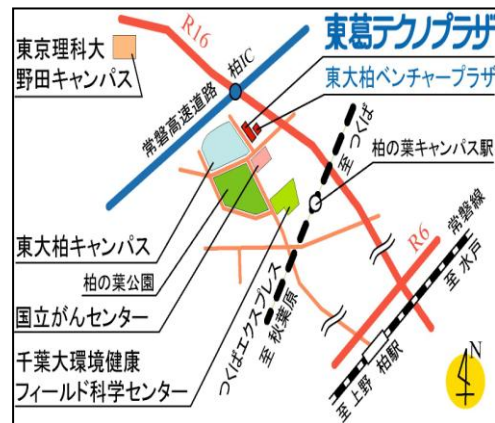 東京理科大
野田キャンパス
R16
柏IC
常磐高速道路
東葛テクノプラザ
東大柏ベンチャープラザ
至 つくば
柏の葉キャンパス駅
常磐線
R6
至 水戸
東大柏キャンパス
柏の葉公園
国立がんセンター
千葉大環境健康
フィールド科学センター
つくばエクスプレス
至 秋葉原
至 上野
柏駅
N